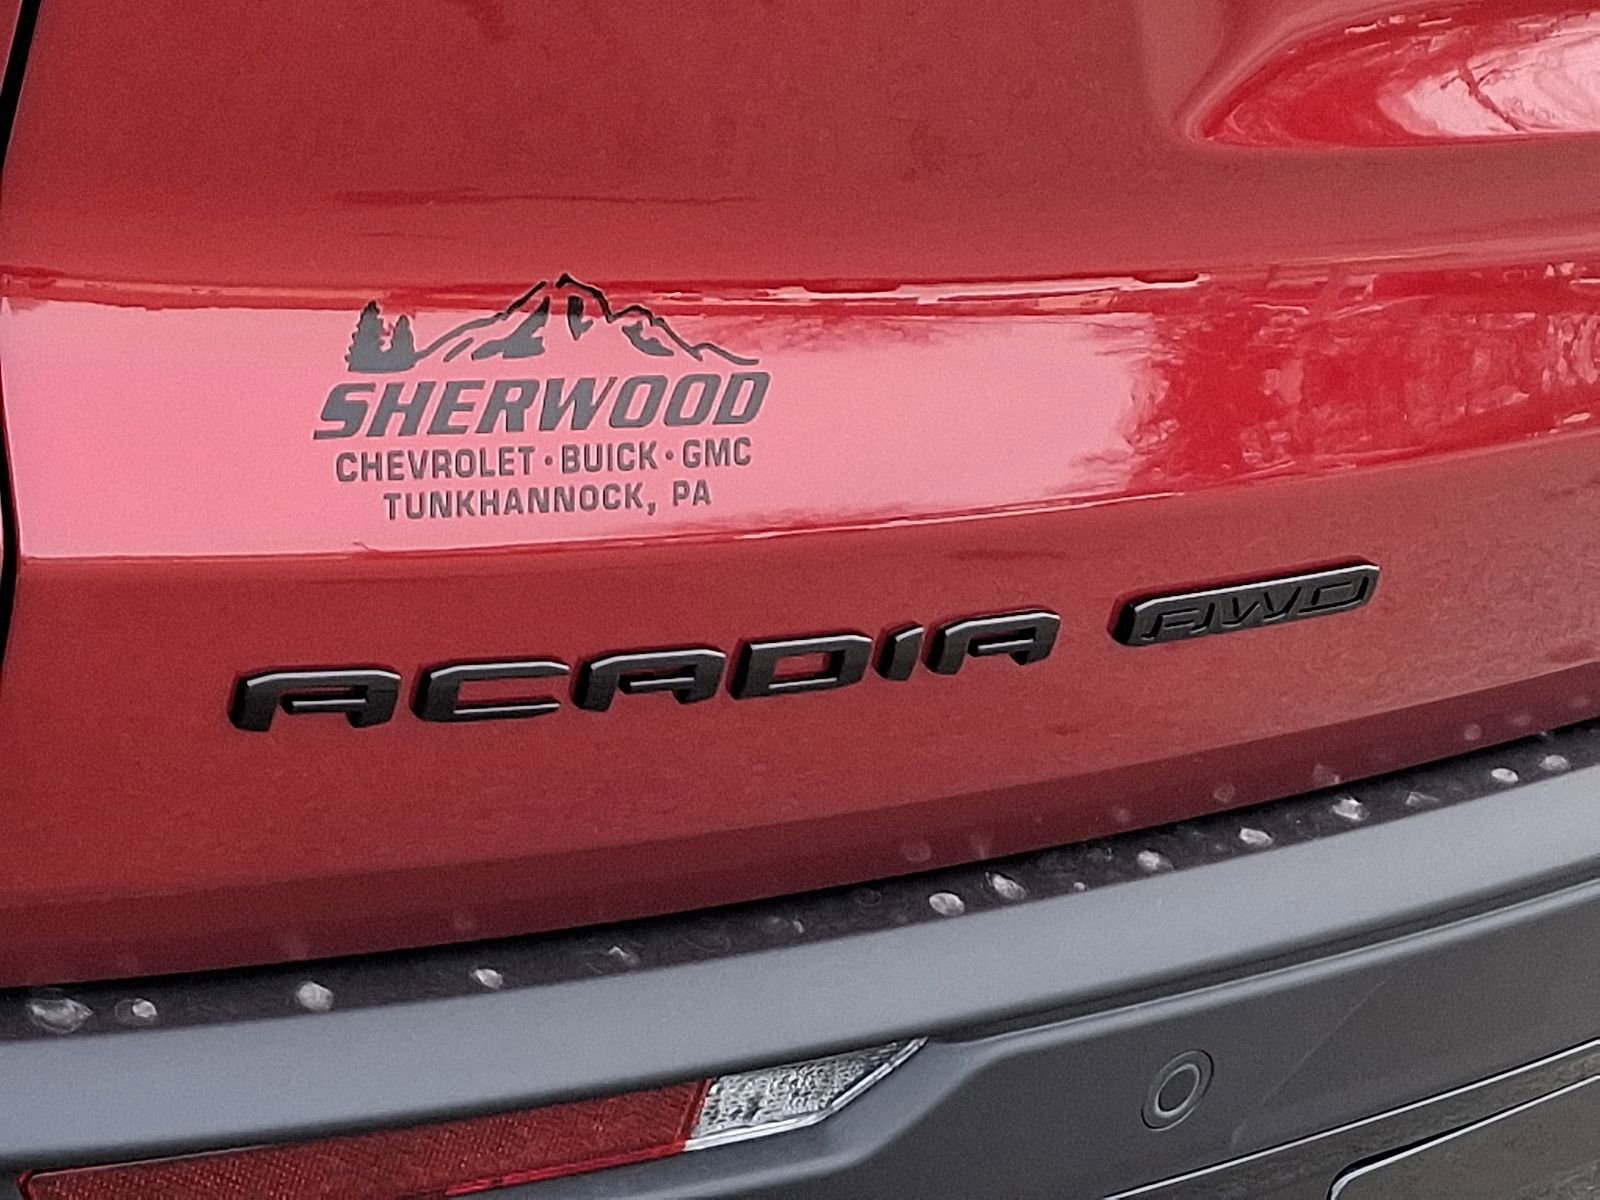 SHERWOOD
CHEVROLET · BUICK · GMC
TUNKHANNOCK, PA
ACADIA AWD